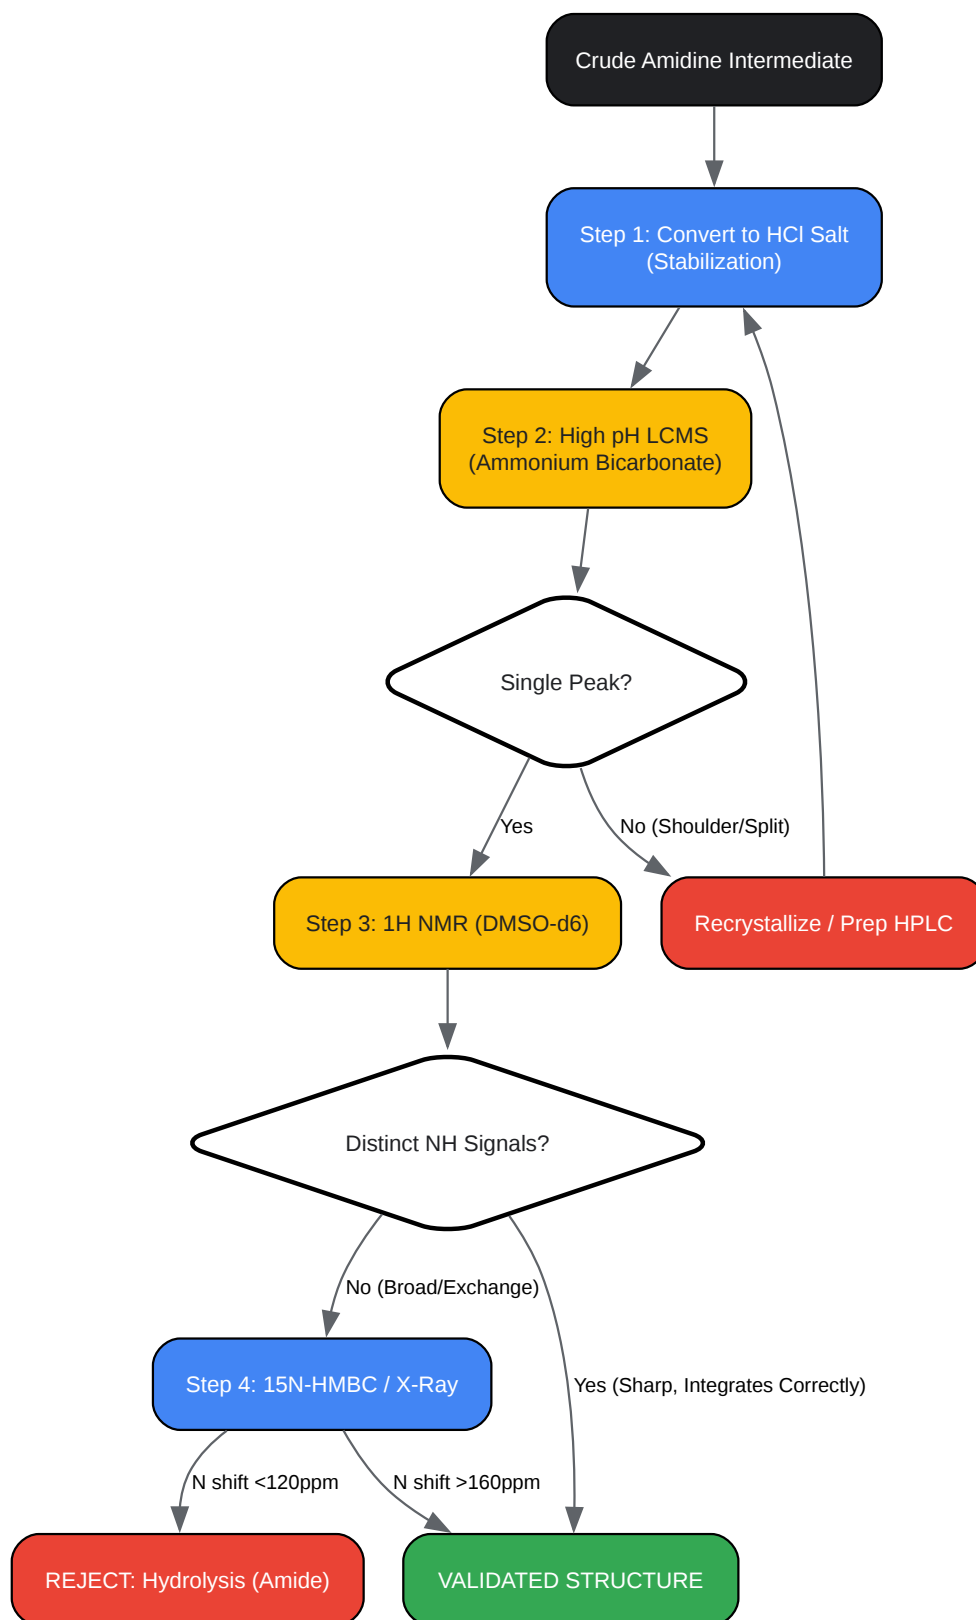 Crude Amidine Intermediate
Step 1: Convert to HCl Salt
(Stabilization)
Step 2: High pH LCMS
(Ammonium Bicarbonate)
Single Peak?
Yes
No (Shoulder/Split)
Step 3: 1H NMR (DMSO-d6)
Recrystallize / Prep HPLC
Distinct NH Signals?
No (Broad/Exchange)
Step 4: 15N-HMBC / X-Ray
Yes (Sharp, Integrates Correctly)
N shift <120ppm
N shift >160ppm
REJECT: Hydrolysis (Amide)
VALIDATED STRUCTURE